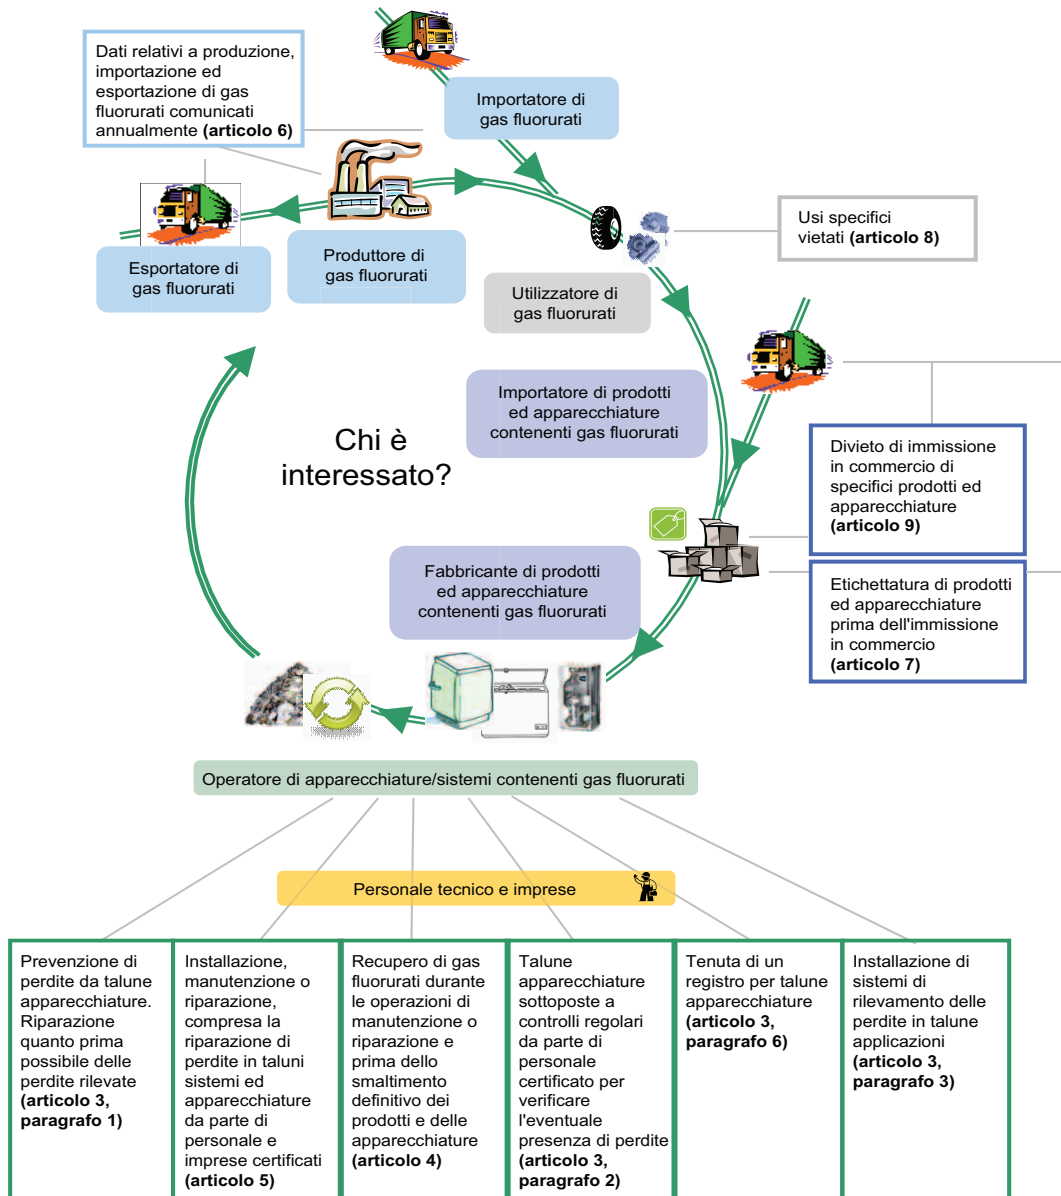 Dati relativi a produzione,
importazione ed
esportazione di gas
fluorurati comunicati
annualmente (articolo 6)
Importatore di
gas fluorurati
Esportatore di
gas fluorurati
Produttore di
gas fluorurati
Usi specifici
vietati (articolo 8)
Utilizzatore di
gas fluorurati
Importatore di prodotti
ed apparecchiature
contenenti gas fluorurati
Chi è
interessato?
Divieto di immissione
in commercio di
specifici prodotti ed
apparecchiature
(articolo 9)
Fabbricante di prodotti
ed apparecchiature
contenenti gas fluorurati
Etichettatura di prodotti
ed apparecchiature
prima dell'immissione
in commercio
(articolo 7)
Operatore di apparecchiature/sistemi contenenti gas fluorurati
Personale tecnico e imprese
Prevenzione di
perdite da talune
apparecchiature.
Riparazione
quanto prima
possibile delle
perdite rilevate
(articolo 3,
paragrafo 1)
Installazione,
manutenzione o
riparazione,
compresa la
riparazione di
perdite in taluni
sistemi ed
apparecchiature
da parte di
personale e
imprese certificati
(articolo 5)
Recupero di gas
fluorurati durante
le operazioni di
manutenzione o
riparazione e
prima dello
smaltimento
definitivo dei
prodotti e delle
apparecchiature
(articolo 4)
Talune
apparecchiature
sottoposte a
controlli regolari
da parte di
personale
certificato per
verificare
l'eventuale
presenza di perdite
(articolo 3,
paragrafo 2)
Tenuta di un
registro per talune
apparecchiature
(articolo 3,
paragrafo 6)
Installazione di
sistemi di
rilevamento delle
perdite in talune
applicazioni
(articolo 3,
paragrafo 3)